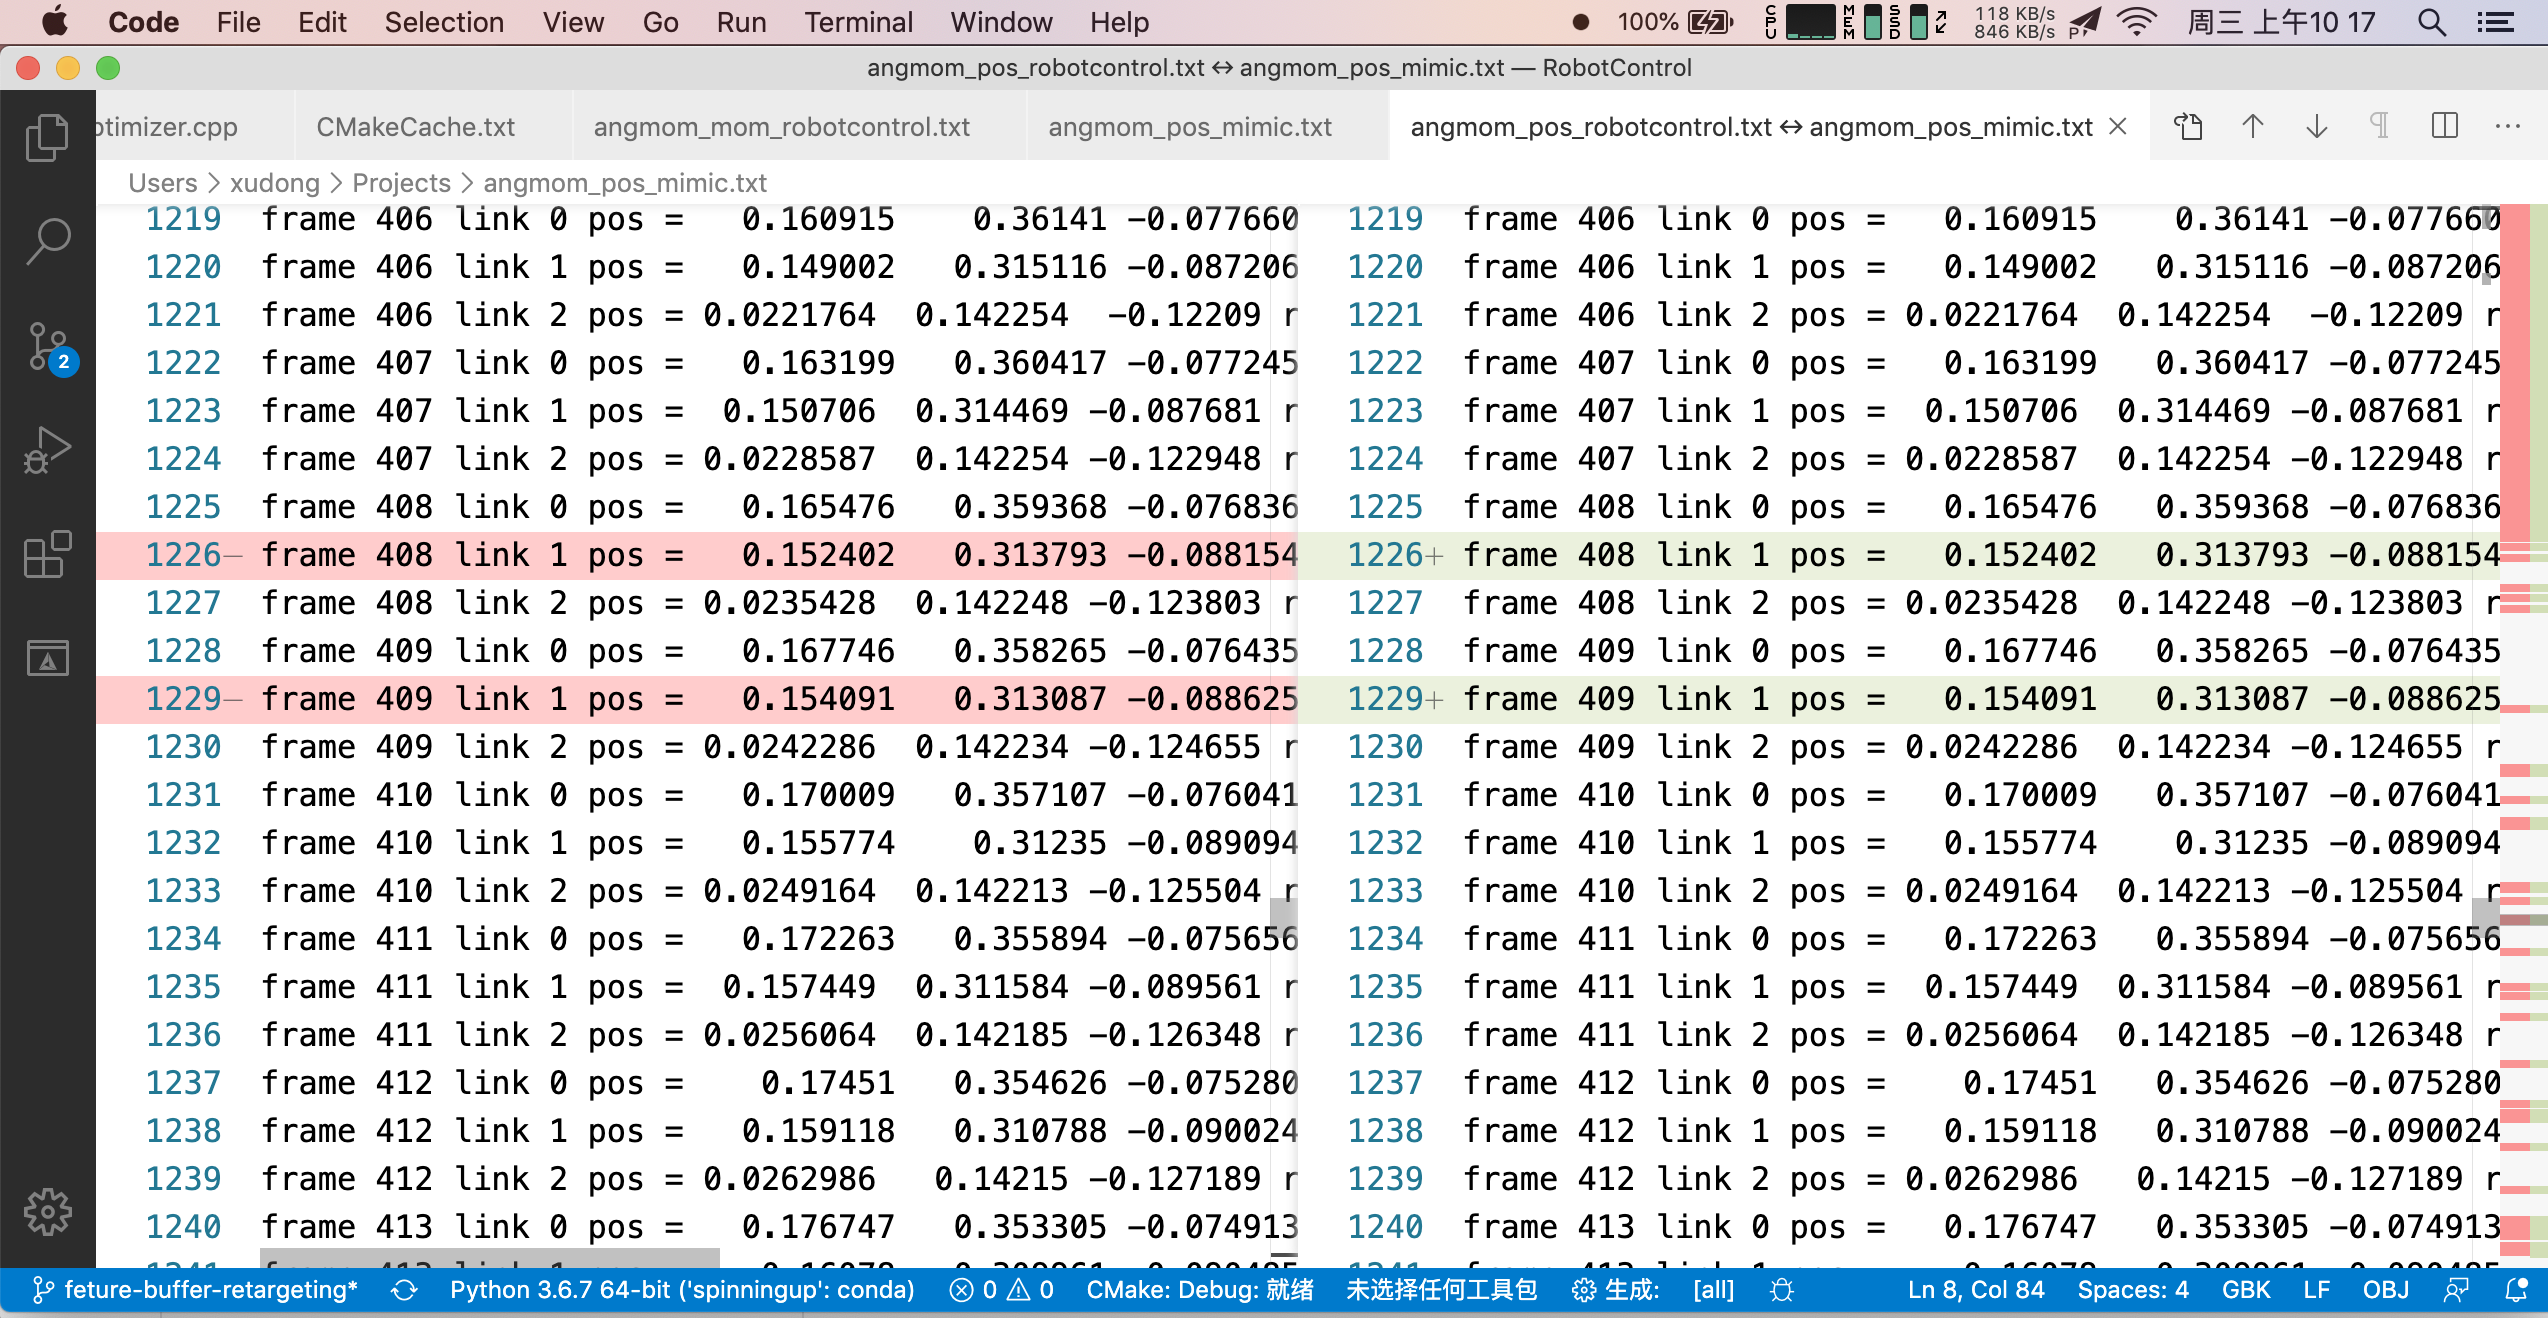 Code File Edit Selection View Go Run Terminal Window Help 100% CPU MEM SSD 118 KB/s 846 KB/s P 周三 上午10 17
angmom_pos_robotcontrol.txt ↔ angmom_pos_mimic.txt — RobotControl
otimizer.cpp CMakeCache.txt angmom_mom_robotcontrol.txt angmom_pos_mimic.txt angmom_pos_robotcontrol.txt ↔ angmom_pos_mimic.txt
Users > xudong > Projects > angmom_pos_mimic.txt
1219 frame 406 link 0 pos = 0.160915 0.36141 -0.077660 1219 frame 406 link 0 pos = 0.160915 0.36141 -0.077660
1220 frame 406 link 1 pos = 0.149002 0.315116 -0.087206 1220 frame 406 link 1 pos = 0.149002 0.315116 -0.087206
1221 frame 406 link 2 pos = 0.0221764 0.142254 -0.12209 r 1221 frame 406 link 2 pos = 0.0221764 0.142254 -0.12209 r
1222 frame 407 link 0 pos = 0.163199 0.360417 -0.077245 1222 frame 407 link 0 pos = 0.163199 0.360417 -0.077245
1223 frame 407 link 1 pos = 0.150706 0.314469 -0.087681 r 1223 frame 407 link 1 pos = 0.150706 0.314469 -0.087681 r
1224 frame 407 link 2 pos = 0.0228587 0.142254 -0.122948 r 1224 frame 407 link 2 pos = 0.0228587 0.142254 -0.122948 r
1225 frame 408 link 0 pos = 0.165476 0.359368 -0.076836 1225 frame 408 link 0 pos = 0.165476 0.359368 -0.076836
1226— frame 408 link 1 pos = 0.152402 0.313793 -0.088154 1226+ frame 408 link 1 pos = 0.152402 0.313793 -0.088154
1227 frame 408 link 2 pos = 0.0235428 0.142248 -0.123803 r 1227 frame 408 link 2 pos = 0.0235428 0.142248 -0.123803 r
1228 frame 409 link 0 pos = 0.167746 0.358265 -0.076435 1228 frame 409 link 0 pos = 0.167746 0.358265 -0.076435
1229— frame 409 link 1 pos = 0.154091 0.313087 -0.088625 1229+ frame 409 link 1 pos = 0.154091 0.313087 -0.088625
1230 frame 409 link 2 pos = 0.0242286 0.142234 -0.124655 r 1230 frame 409 link 2 pos = 0.0242286 0.142234 -0.124655 r
1231 frame 410 link 0 pos = 0.170009 0.357107 -0.076041 1231 frame 410 link 0 pos = 0.170009 0.357107 -0.076041
1232 frame 410 link 1 pos = 0.155774 0.31235 -0.089094 1232 frame 410 link 1 pos = 0.155774 0.31235 -0.089094
1233 frame 410 link 2 pos = 0.0249164 0.142213 -0.125504 r 1233 frame 410 link 2 pos = 0.0249164 0.142213 -0.125504 r
1234 frame 411 link 0 pos = 0.172263 0.355894 -0.075656 1234 frame 411 link 0 pos = 0.172263 0.355894 -0.075656
1235 frame 411 link 1 pos = 0.157449 0.311584 -0.089561 r 1235 frame 411 link 1 pos = 0.157449 0.311584 -0.089561 r
1236 frame 411 link 2 pos = 0.0256064 0.142185 -0.126348 r 1236 frame 411 link 2 pos = 0.0256064 0.142185 -0.126348 r
1237 frame 412 link 0 pos = 0.17451 0.354626 -0.075280 1237 frame 412 link 0 pos = 0.17451 0.354626 -0.075280
1238 frame 412 link 1 pos = 0.159118 0.310788 -0.090024 1238 frame 412 link 1 pos = 0.159118 0.310788 -0.090024
1239 frame 412 link 2 pos = 0.0262986 0.14215 -0.127189 r 1239 frame 412 link 2 pos = 0.0262986 0.14215 -0.127189 r
1240 frame 413 link 0 pos = 0.176747 0.353305 -0.074913 1240 frame 413 link 0 pos = 0.176747 0.353305 -0.074913
2 feture-buffer-retargeting* Python 3.6.7 64-bit ('spinningup': conda) 0 0 CMake: Debug: 就绪 未选择任何工具包 生成: [all] Ln 8, Col 84 Spaces: 4 GBK LF OBJ